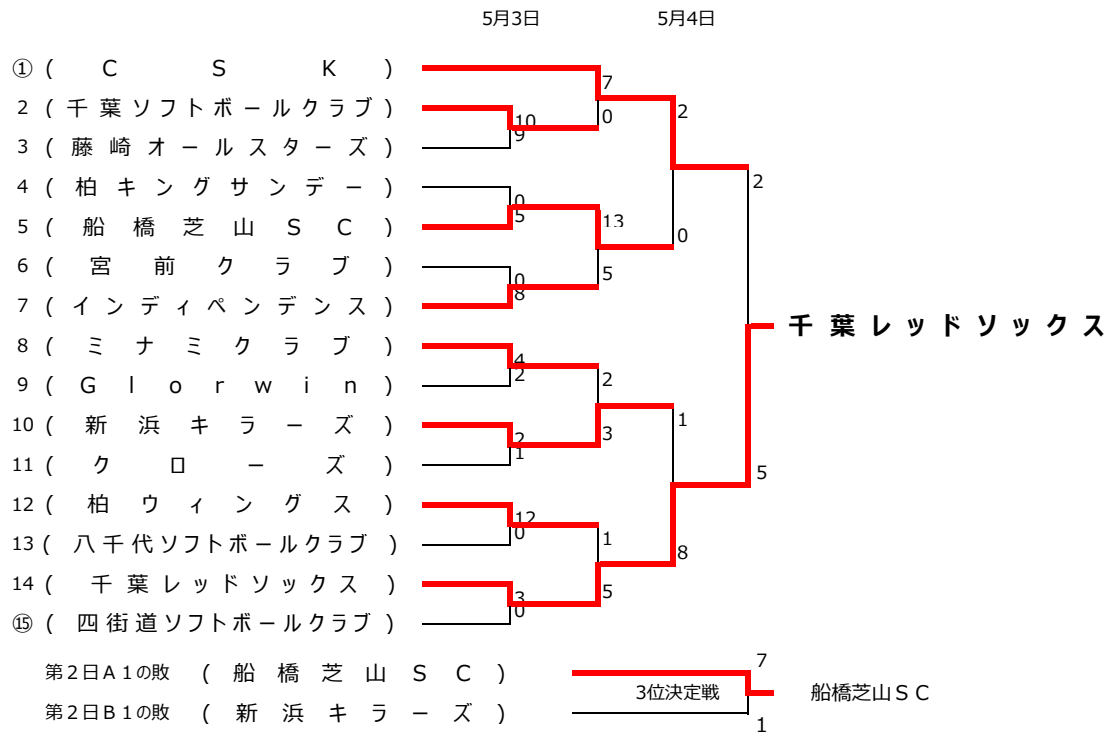 5月3日 5月4日
① ( C S K )
7
2 ( 千葉ソフトボールクラブ )
10
0
2
9
3 ( 藤崎オールスターズ )
4 ( 柏キングサンデー )
2
0
5
13
5 ( 船橋芝山SC )
0
6 ( 宮前クラブ )
5
0
8
7 ( インディペンデンス )
千葉レッドソックス
8 ( ミナミクラブ )
4
2
2
9 ( Glorwin )
10 ( 新浜キラーズ )
1
2
3
1
11 ( クローズ )
5
12 ( 柏ウィングス )
12
0
1
13 ( 八千代ソフトボールクラブ )
8
14 ( 千葉レッドソックス )
3
5
0
⑮ ( 四街道ソフトボールクラブ )
7
第2日A1の敗 ( 船橋芝山SC )
3位決定戦 船橋芝山SC
第2日B1の敗 ( 新浜キラーズ )
1